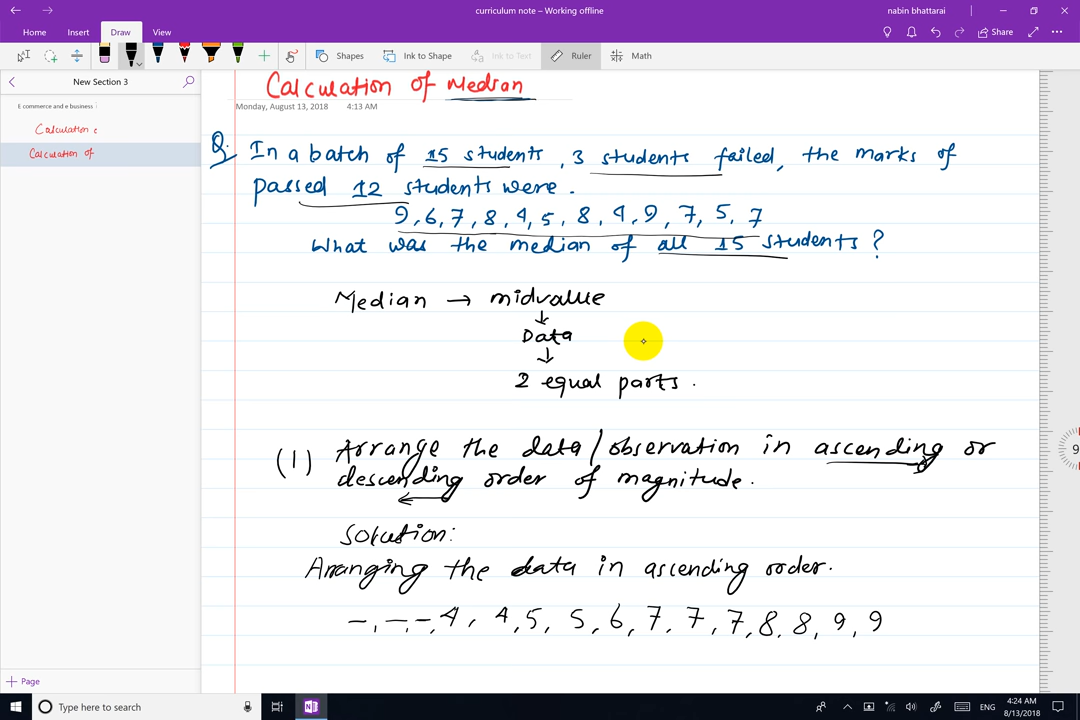 curriculum note – Working offline
nabin bhattarai
Home Insert Draw View
Share
Shapes Ink to Shape Ink to Text Ruler Math
New Section 3
E commerce and e business
Calculation c
Calculation of
Calculation of Median
Monday, August 13, 2018 4:13 AM
Q. In a batch of 15 students, 3 students failed, the marks of
passed 12 students were.
9, 6, 7, 8, 4, 5, 8, 4, 9, 7, 5, 7
What was the median of all 15 students?
Median → midvalue
↓
Data
↓
2 equal parts.
(1) Arrange the data/observation in ascending or
descending order of magnitude.
Solution:
Arranging the data in ascending order.
–, –, –, 4, 4, 5, 5, 6, 7, 7, 7, 8, 8, 9, 9
9
+ Page
Type here to search
ENG
4:24 AM
8/13/2018